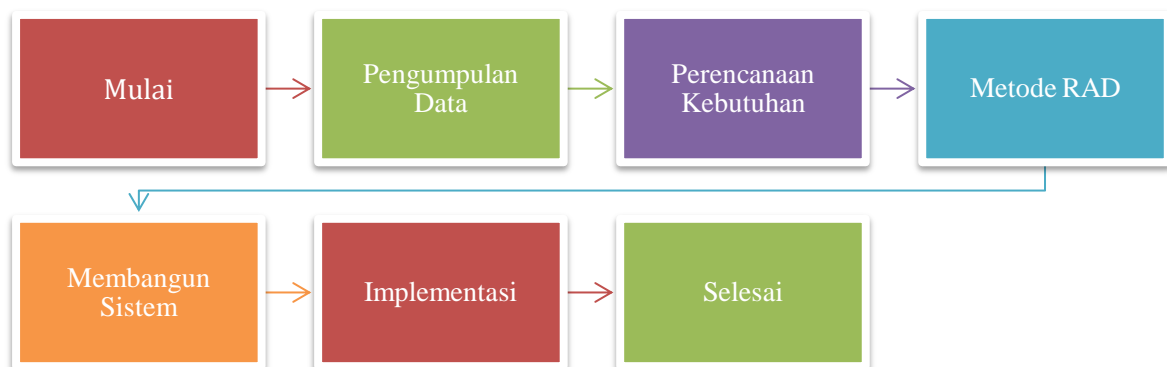 Mulai
Pengumpulan
Data
Perencanaan
Kebutuhan
Metode RAD
Membangun
Sistem
Implementasi
Selesai